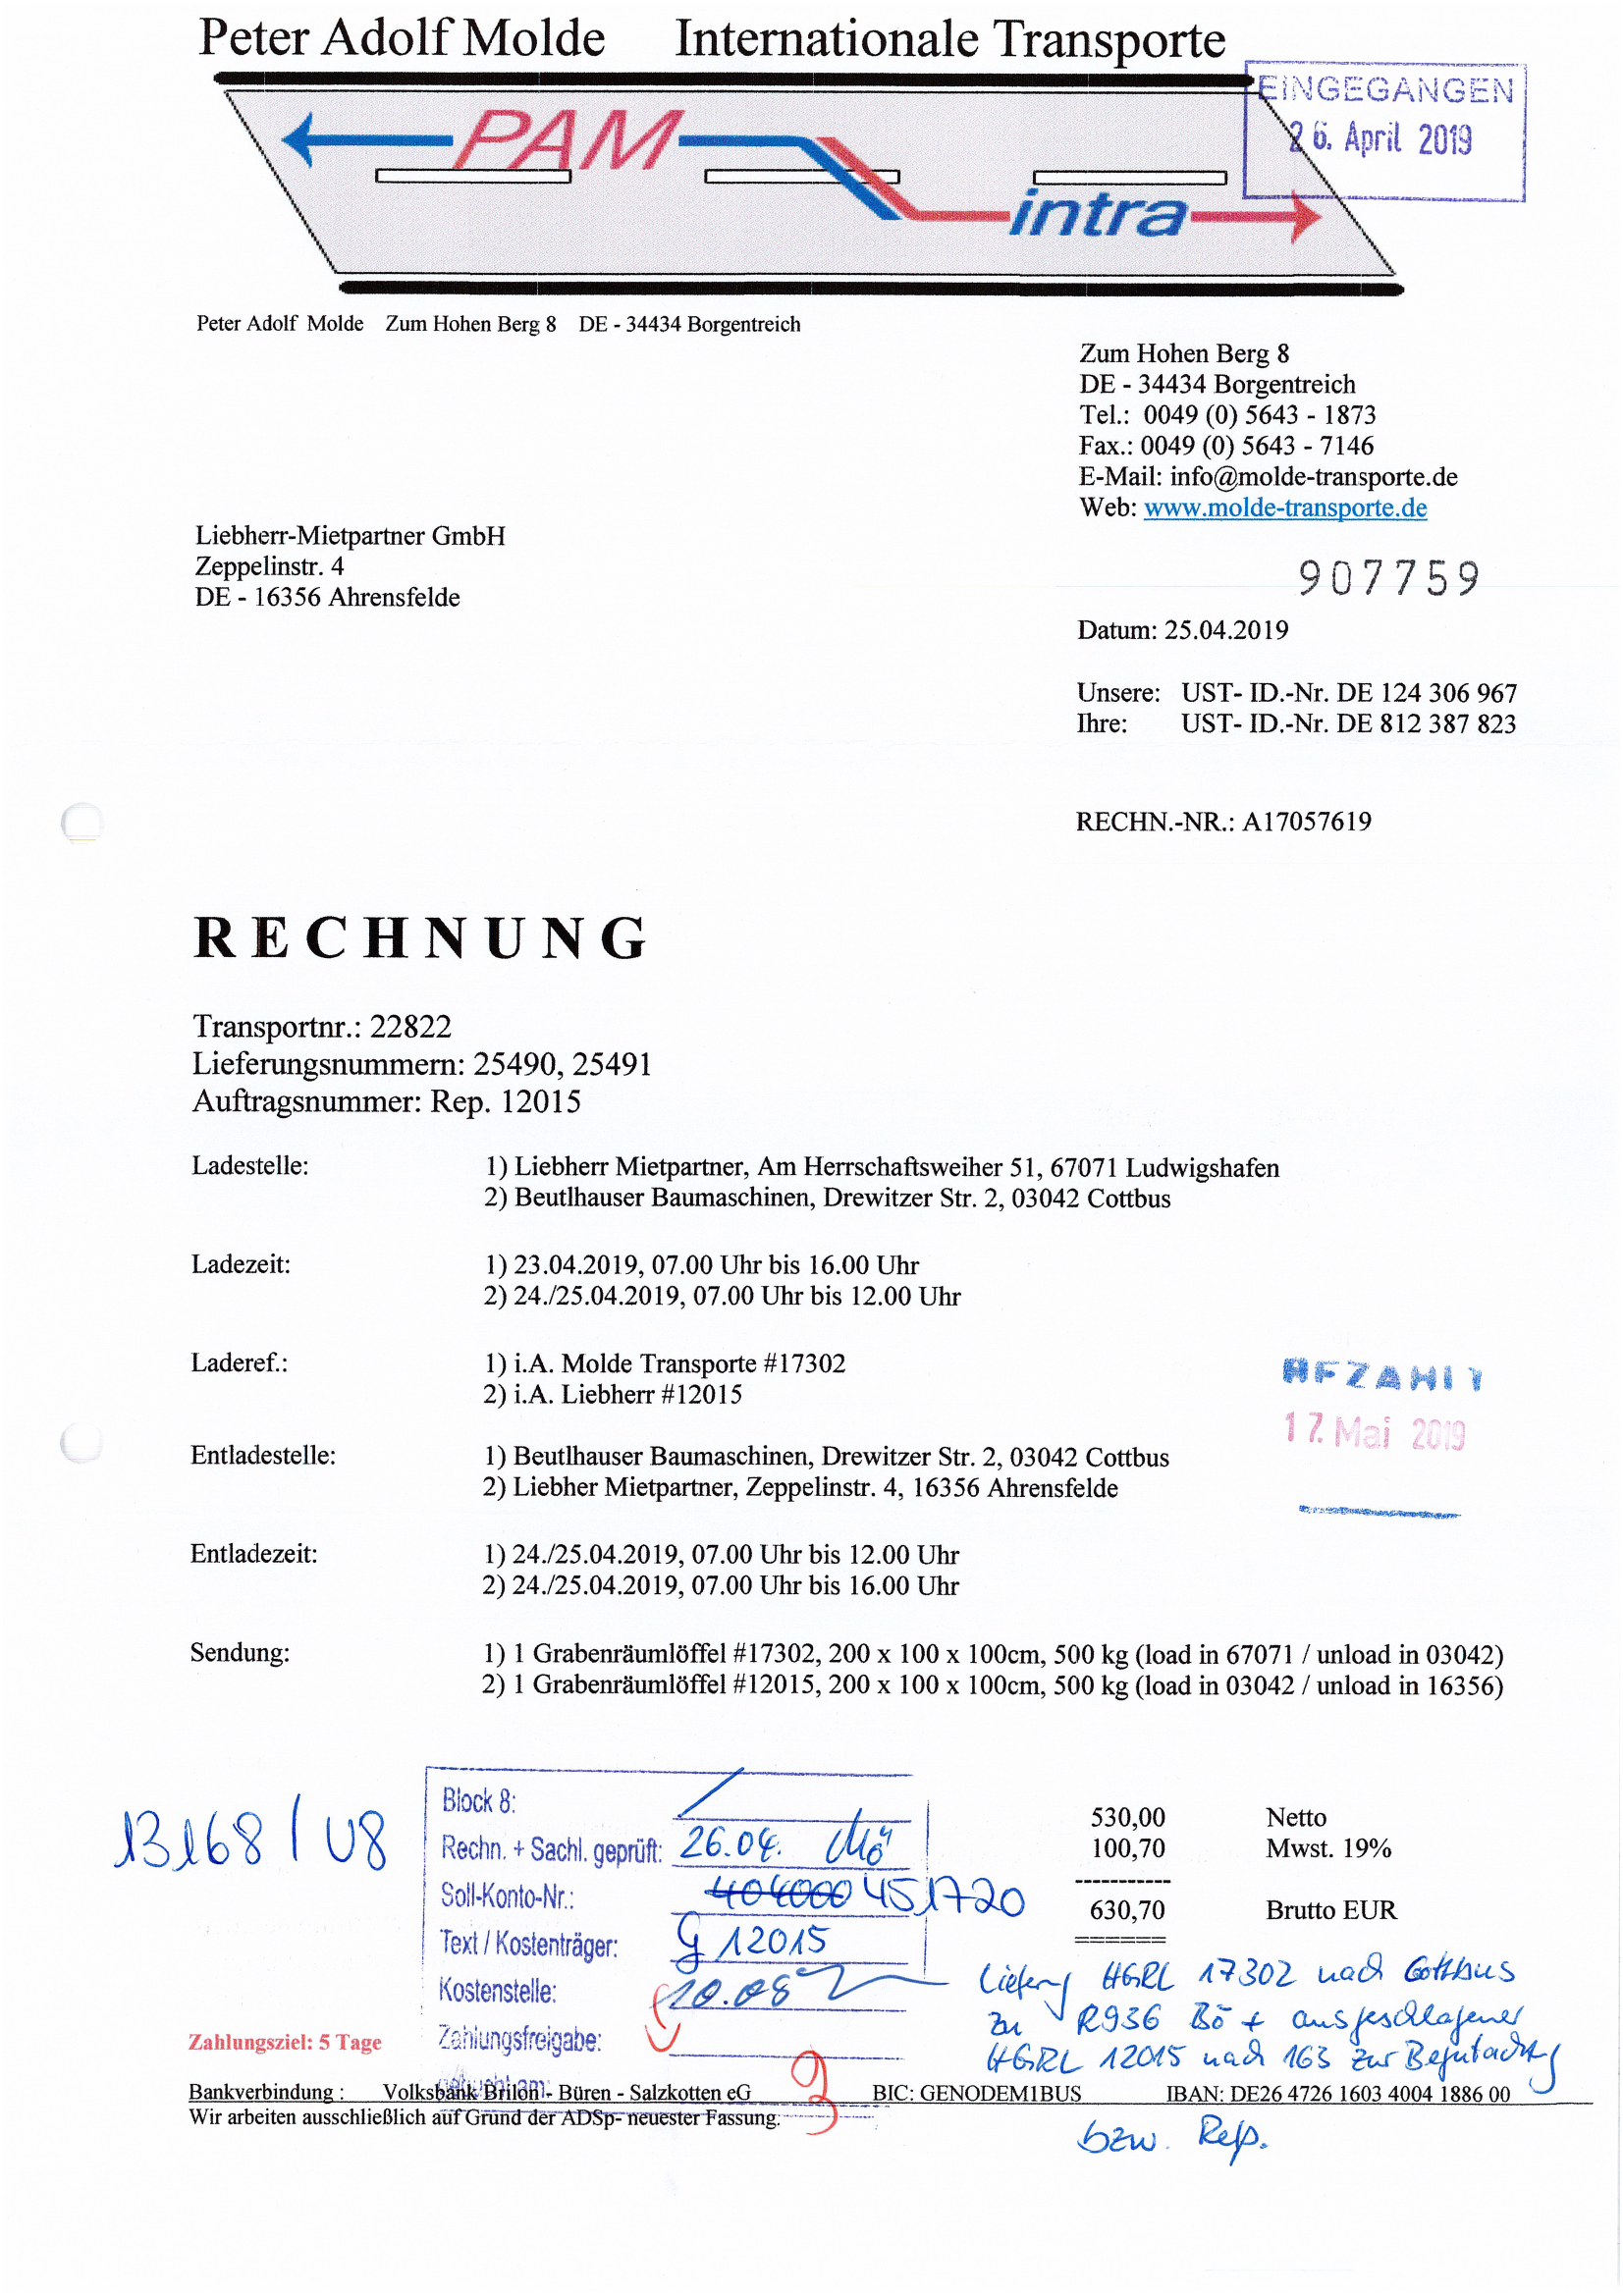 Peter Adolf Molde Internationale Transporte
PAM
intra
EINGEGANGEN
26. April 2019
Peter Adolf Molde Zum Hohen Berg 8 DE - 34434 Borgentreich
Zum Hohen Berg 8
DE - 34434 Borgentreich
Tel.: 0049 (0) 5643 - 1873
Fax.: 0049 (0) 5643 - 7146
E-Mail: info@molde-transporte.de
Web: www.molde-transporte.de
Liebherr-Mietpartner GmbH
Zeppelinstr. 4
DE - 16356 Ahrensfelde
907759
Datum: 25.04.2019
Unsere: UST- ID.-Nr. DE 124 306 967
Ihre: UST- ID.-Nr. DE 812 387 823
RECHN.-NR.: A17057619
RECHNUNG
Transportnr.: 22822
Lieferungsnummern: 25490, 25491
Auftragsnummer: Rep. 12015
Ladestelle: 1) Liebherr Mietpartner, Am Herrschaftsweiher 51, 67071 Ludwigshafen
2) Beutlhauser Baumaschinen, Drewitzer Str. 2, 03042 Cottbus
Ladezeit: 1) 23.04.2019, 07.00 Uhr bis 16.00 Uhr
2) 24./25.04.2019, 07.00 Uhr bis 12.00 Uhr
Laderef.: 1) i.A. Molde Transporte #17302
2) i.A. Liebherr #12015
BEZAHLT
17. Mai 2019
Entladestelle: 1) Beutlhauser Baumaschinen, Drewitzer Str. 2, 03042 Cottbus
2) Liebher Mietpartner, Zeppelinstr. 4, 16356 Ahrensfelde
Entladezeit: 1) 24./25.04.2019, 07.00 Uhr bis 12.00 Uhr
2) 24./25.04.2019, 07.00 Uhr bis 16.00 Uhr
Sendung: 1) 1 Grabenräumlöffel #17302, 200 x 100 x 100cm, 500 kg (load in 67071 / unload in 03042)
2) 1 Grabenräumlöffel #12015, 200 x 100 x 100cm, 500 kg (load in 03042 / unload in 16356)
13168 / U8
Block 8:
Rechn. + Sachl. geprüft: 26.04. Mö
Soll-Konto-Nr.: 404000 451720
Text / Kostenträger: G 12015
Kostenstelle: 10.08
Zahlungsfreigabe:
gebucht am:
530,00 Netto
100,70 Mwst. 19%
-----------
630,70 Brutto EUR
======
Lieferg HGRL 17302 nach Cottbus
zu R936 Bö + ausgeschlagener
HGRL 12015 nach 163 zur Begutachtg
bzw. Rep.
Zahlungsziel: 5 Tage
Bankverbindung : Volksbank Brilon - Büren - Salzkotten eG BIC: GENODEM1BUS IBAN: DE26 4726 1603 4004 1886 00
Wir arbeiten ausschließlich auf Grund der ADSp- neuester Fassung.